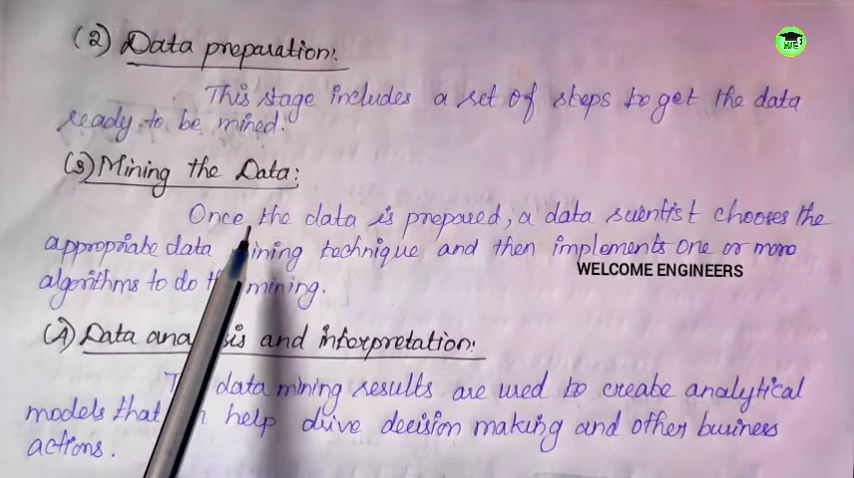 (2) Data preparation:
This stage includes a set of steps to get the data
ready to be mined.
(3) Mining the Data:
Once the data is prepared, a data scientist chooses the
appropriate data mining technique and then implements one or more
algorithms to do the mining.
WELCOME ENGINEERS
(4) Data analysis and interpretation:
data mining results are used to create analytical
models that help drive decision making and other business
actions.